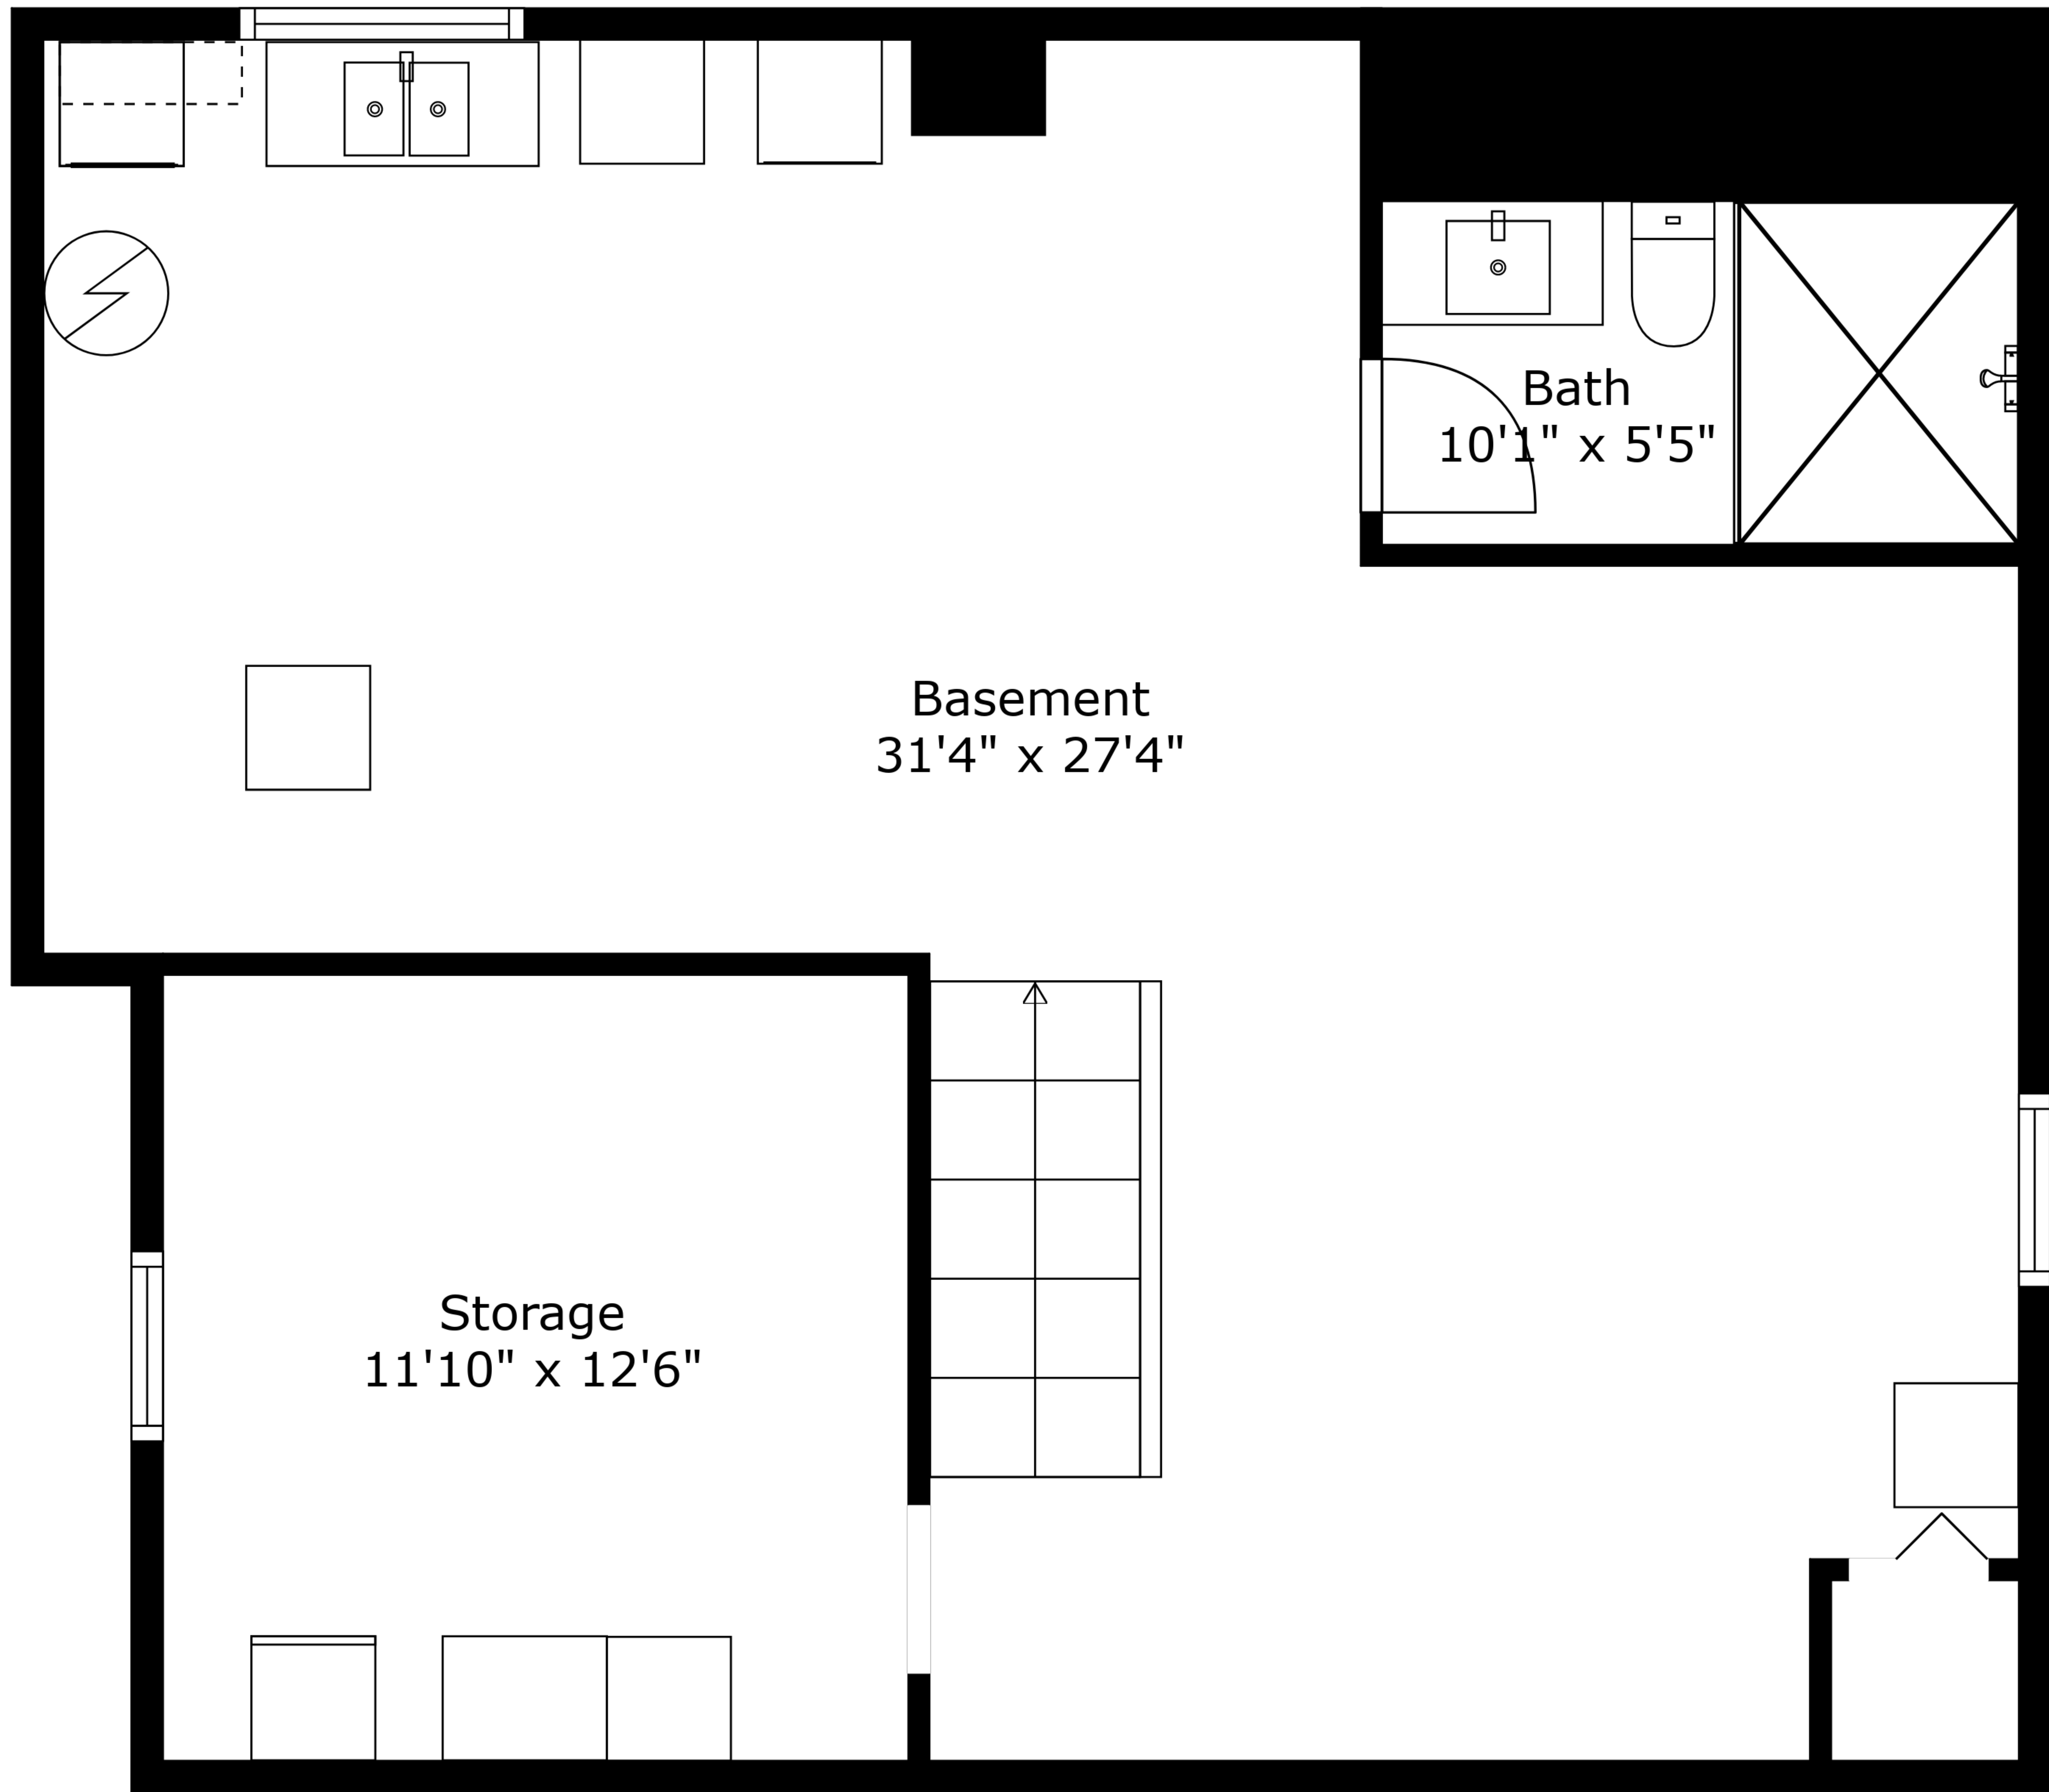 Bath
10'1" x 5'5"
Basement
31'4" x 27'4"
Storage
11'10" x 12'6"